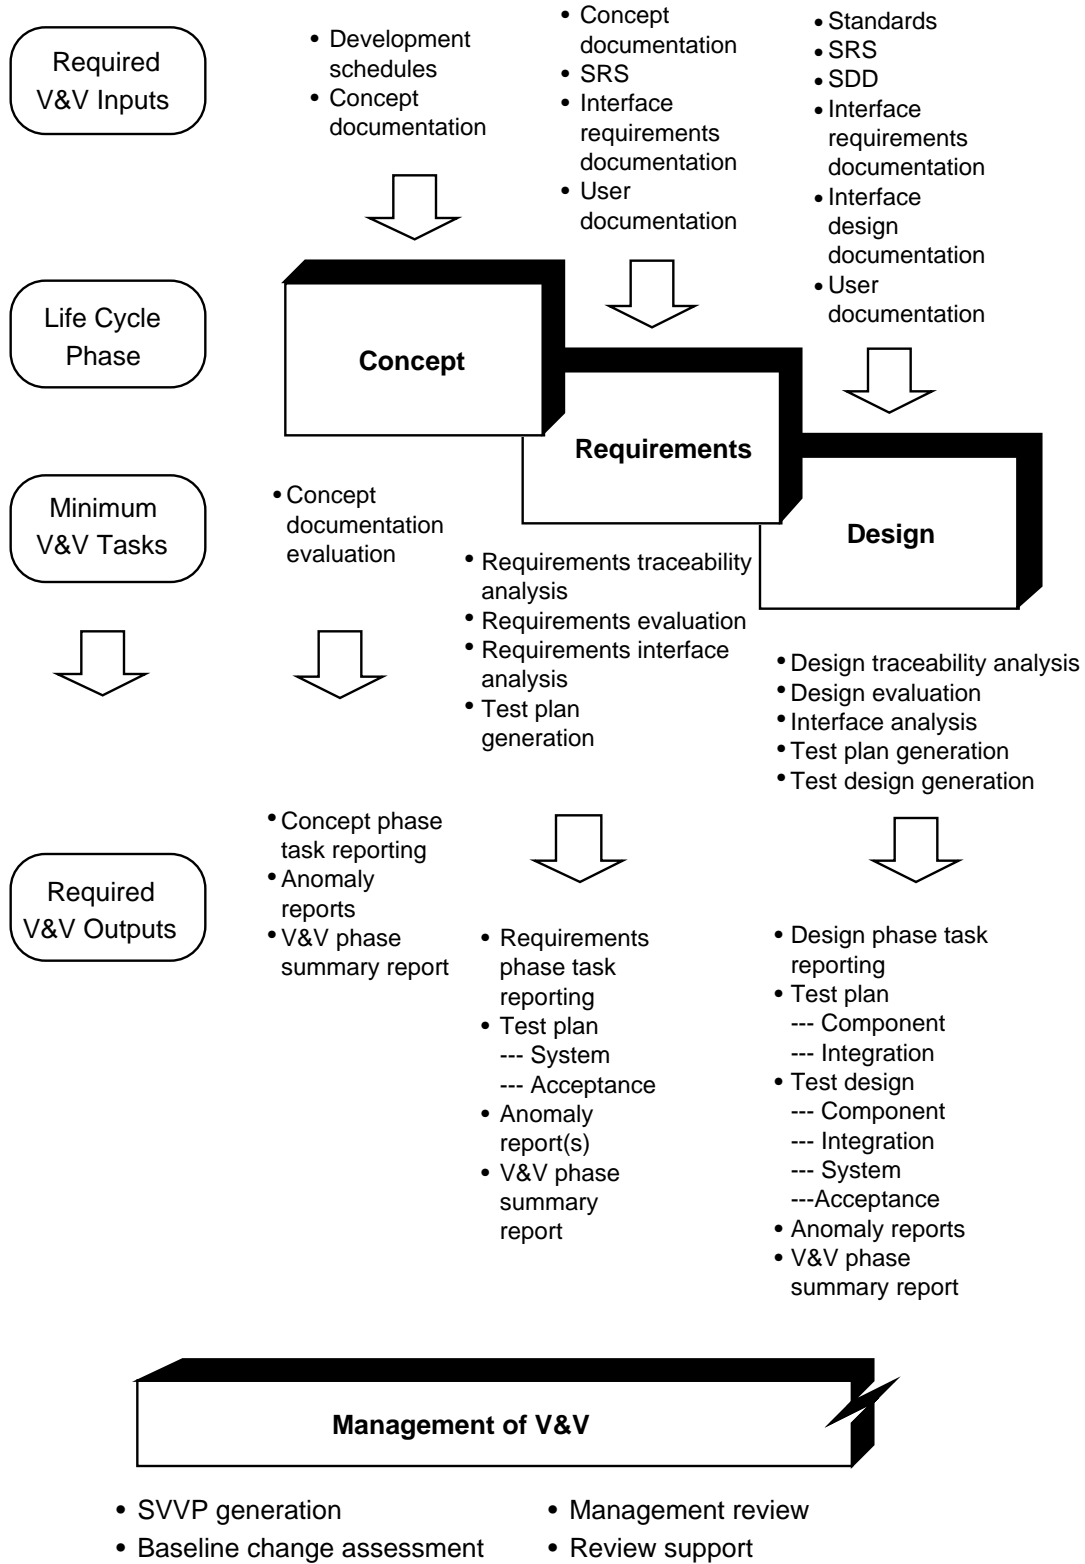 Required
V&V Inputs
• Development
schedules
• Concept
documentation
• Concept
documentation
• SRS
• Interface
requirements
documentation
• User
documentation
• Standards
• SRS
• SDD
• Interface
requirements
documentation
• Interface
design
documentation
• User
documentation
Life Cycle
Phase
Concept
Requirements
Design
Minimum
V&V Tasks
• Concept
documentation
evaluation
• Requirements traceability
analysis
• Requirements evaluation
• Requirements interface
analysis
• Test plan
generation
• Design traceability analysis
• Design evaluation
• Interface analysis
• Test plan generation
• Test design generation
Required
V&V Outputs
• Concept phase
task reporting
• Anomaly
reports
• V&V phase
summary report
• Requirements
phase task
reporting
• Test plan
--- System
--- Acceptance
• Anomaly
report(s)
• V&V phase
summary
report
• Design phase task
reporting
• Test plan
--- Component
--- Integration
• Test design
--- Component
--- Integration
--- System
---Acceptance
• Anomaly reports
• V&V phase
summary report
Management of V&V
• SVVP generation
• Baseline change assessment
• Management review
• Review support